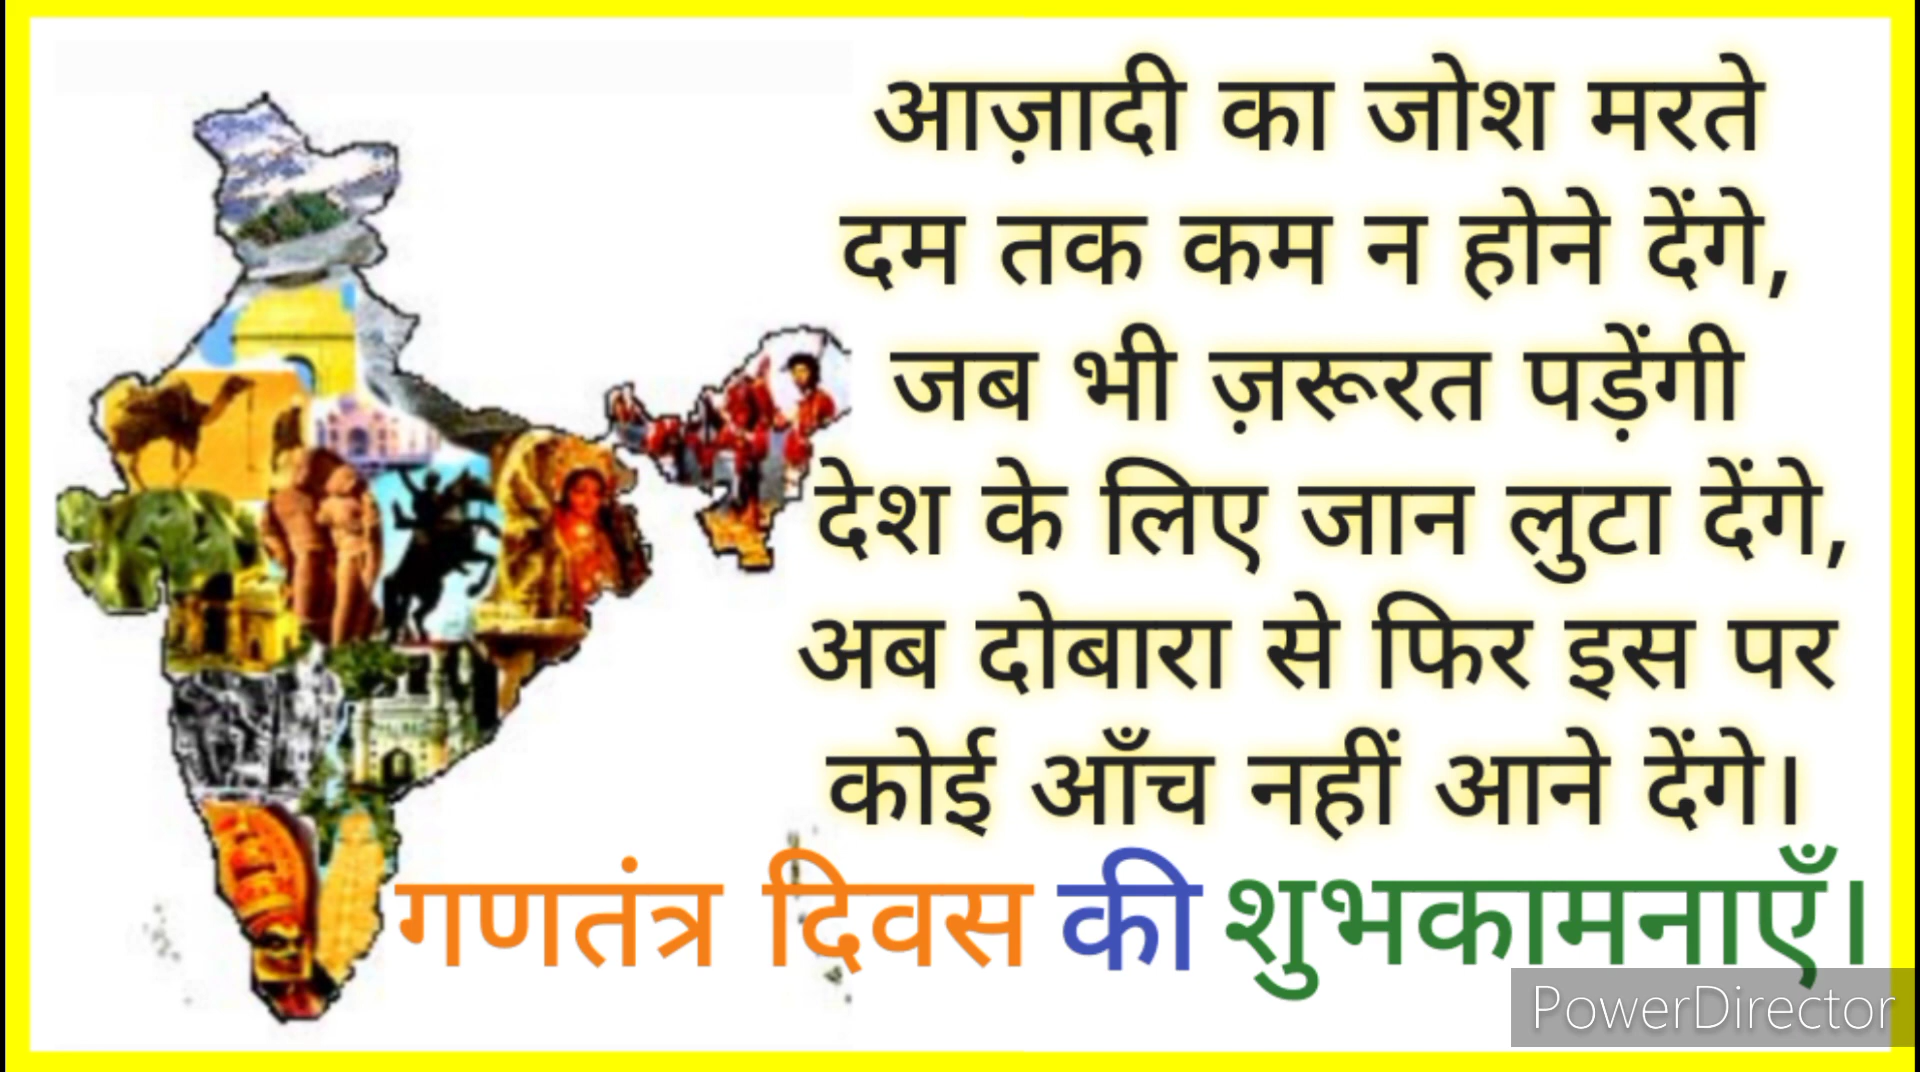 आज़ादी का जोश मरते
दम तक कम न होने देंगे,
जब भी ज़रूरत पड़ेंगी
देश के लिए जान लुटा देंगे,
अब दोबारा से फिर इस पर
कोई आँच नहीं आने देंगे।
गणतंत्र दिवस की शुभकामनाएँ।
PowerDirector